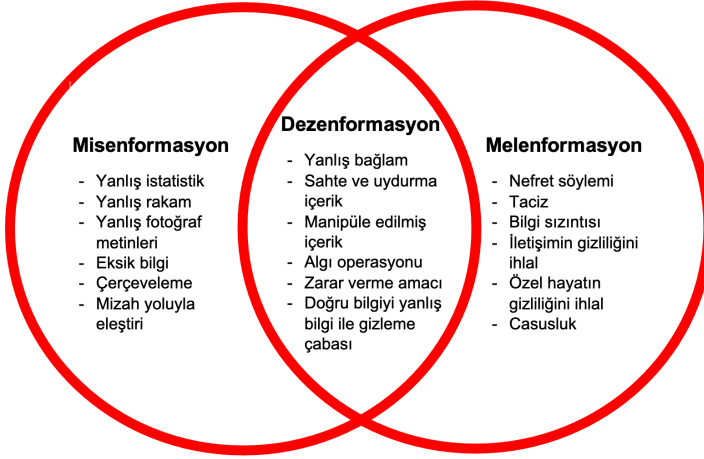 Misenformasyon
- Yanlış istatistik
- Yanlış rakam
- Yanlış fotoğraf
metinleri
- Eksik bilgi
- Çerçeveleme
- Mizah yoluyla
eleştiri
Dezenformasyon
- Yanlış bağlam
- Sahte ve uydurma
içerik
- Manipüle edilmiş
içerik
- Algı operasyonu
- Zarar verme amacı
- Doğru bilgiyi yanlış
bilgi ile gizleme
çabası
Melenformasyon
- Nefret söylemi
- Taciz
- Bilgi sızıntısı
- İletişimin gizliliğini
ihlal
- Özel hayatın
gizliliğini ihlal
- Casusluk